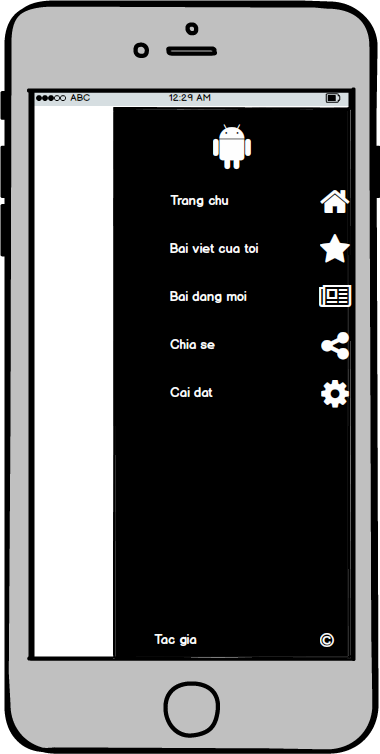 ABC 12:29 AM
Trang chu
Bai viet cua toi
Bai dang moi
Chia se
Cai dat
Tac gia ©